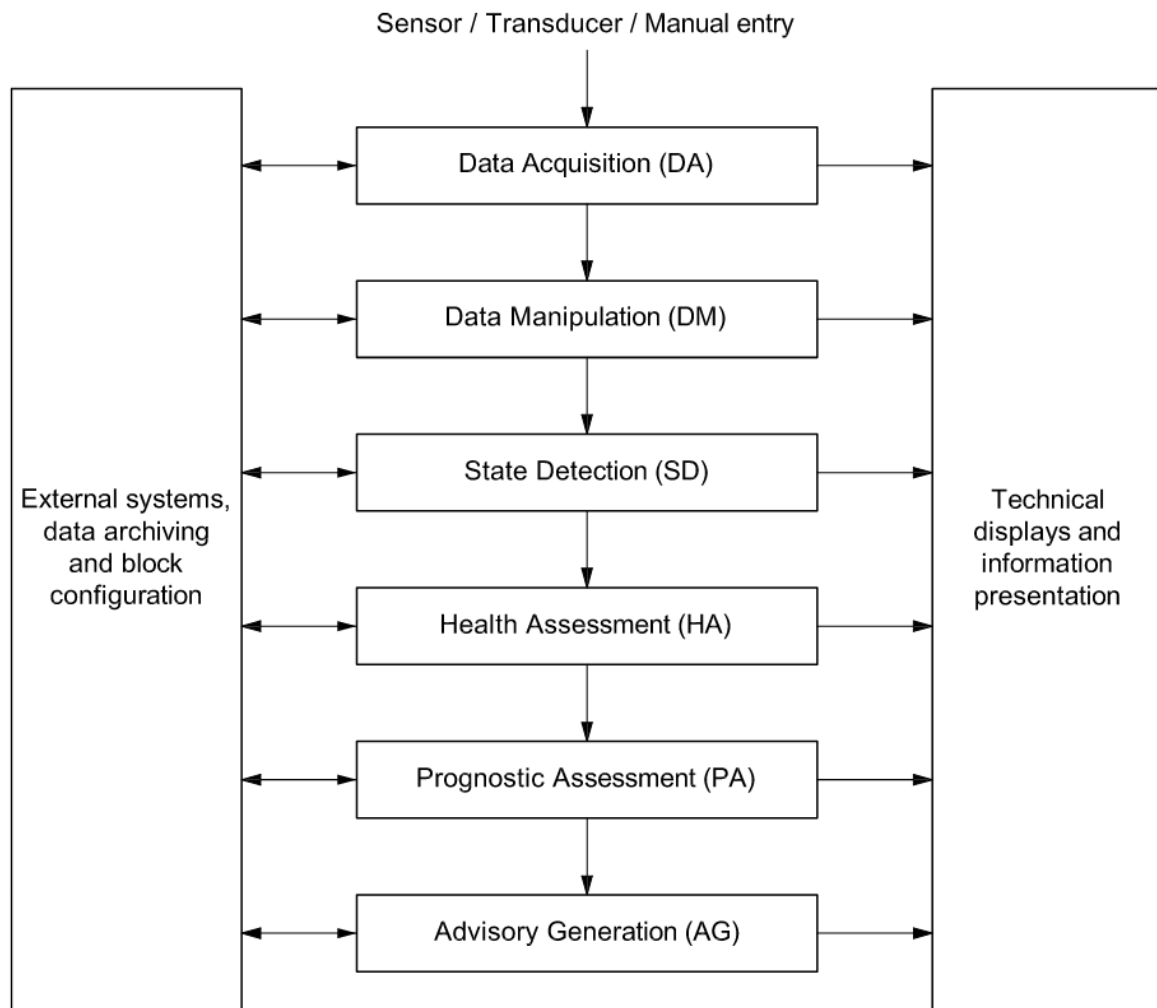 Sensor / Transducer / Manual entry
Data Acquisition (DA)
Data Manipulation (DM)
State Detection (SD)
External systems,
data archiving
and block
configuration
Technical
displays and
information
presentation
Health Assessment (HA)
Prognostic Assessment (PA)
Advisory Generation (AG)